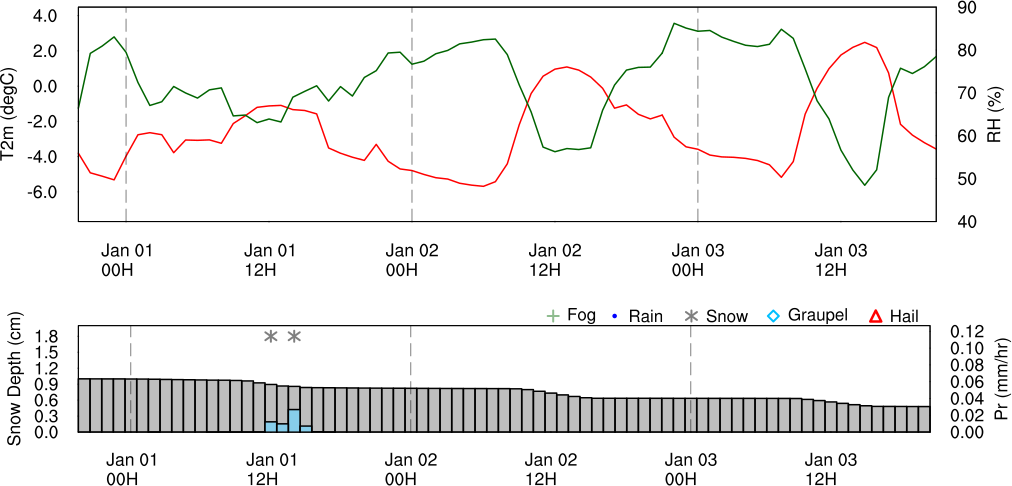 4.0
2.0
0.0
-2.0
-4.0
-6.0
T2m (degC)
90
80
70
60
50
40
RH (%)
Jan 01 Jan 01 Jan 02 Jan 02 Jan 03 Jan 03
00H 12H 00H 12H 00H 12H
Fog Rain Snow Graupel Hail
1.8
1.5
1.2
0.9
0.6
0.3
0.0
Snow Depth (cm)
0.12
0.10
0.08
0.06
0.04
0.02
0.00
Pr (mm/hr)
Jan 01 Jan 01 Jan 02 Jan 02 Jan 03 Jan 03
00H 12H 00H 12H 00H 12H